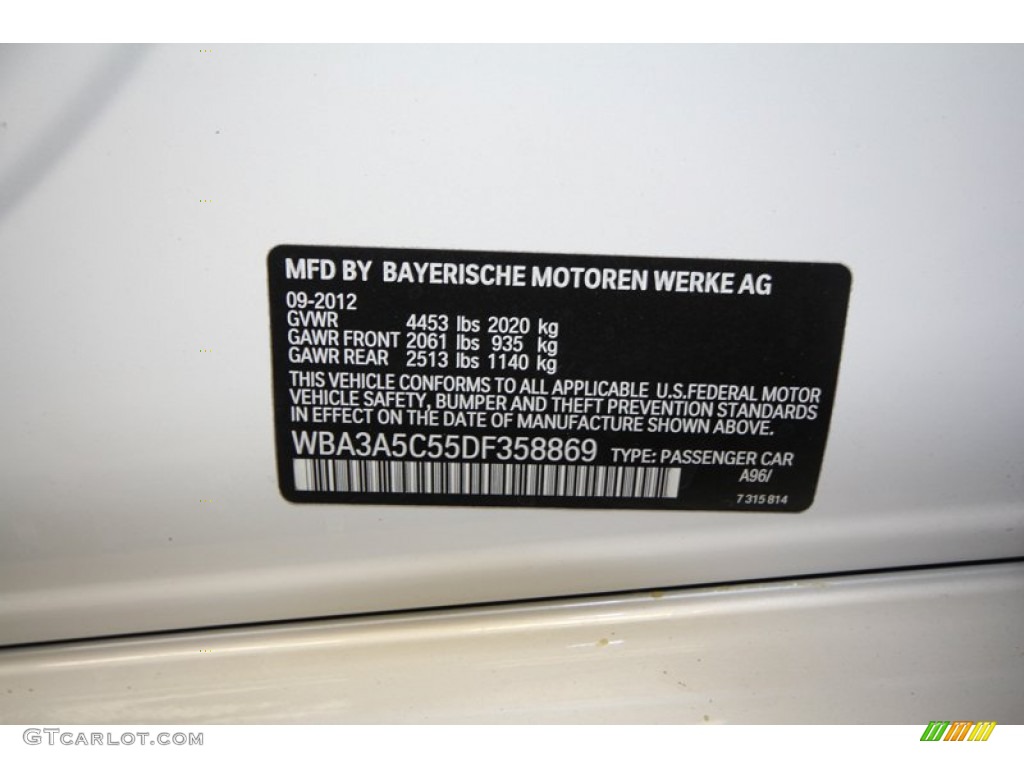 MFD BY BAYERISCHE MOTOREN WERKE AG
09-2012
GVWR 4453 lbs 2020 kg
GAWR FRONT 2061 lbs 935 kg
GAWR REAR 2513 lbs 1140 kg
THIS VEHICLE CONFORMS TO ALL APPLICABLE U.S.FEDERAL MOTOR
VEHICLE SAFETY, BUMPER AND THEFT PREVENTION STANDARDS
IN EFFECT ON THE DATE OF MANUFACTURE SHOWN ABOVE.
WBA3A5C55DF358869 TYPE: PASSENGER CAR
A96/
7 315 814
GTCARLOT.COM